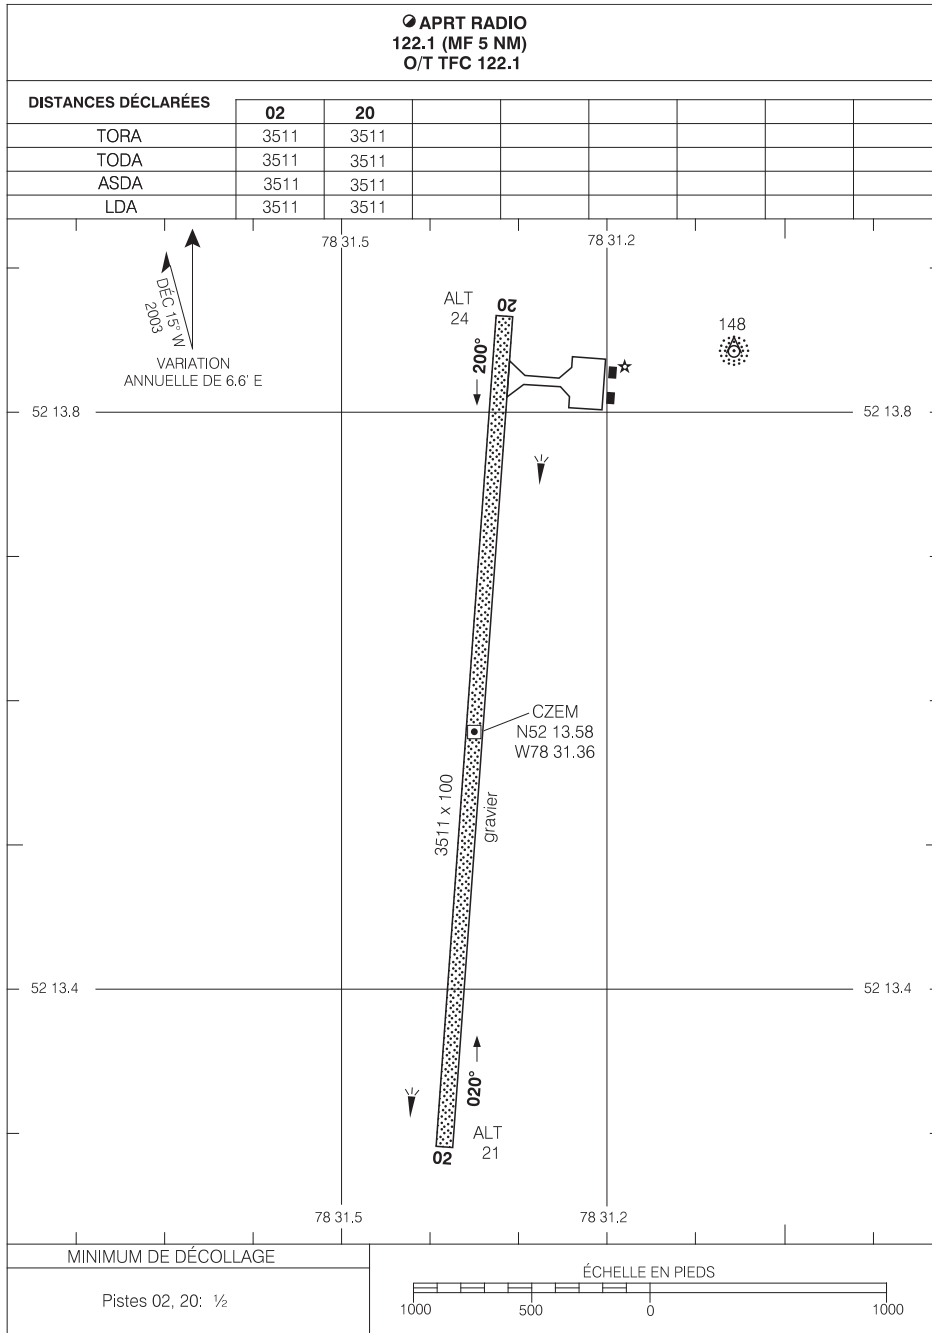 APRT RADIO
122.1 (MF 5 NM)
O/T TFC 122.1
DISTANCES DÉCLARÉES
02 20
TORA 3511 3511
TODA 3511 3511
ASDA 3511 3511
LDA 3511 3511
78 31.5 78 31.2
DÉC 15° W
2003
VARIATION
ANNUELLE DE 6.6' E
ALT
24
20
200°
148
52 13.8 52 13.8
CZEM
N52 13.58
W78 31.36
3511 x 100
gravier
52 13.4 52 13.4
020°
ALT
21
02
78 31.5 78 31.2
MINIMUM DE DÉCOLLAGE
Pistes 02, 20: ½
ÉCHELLE EN PIEDS
1000 500 0 1000